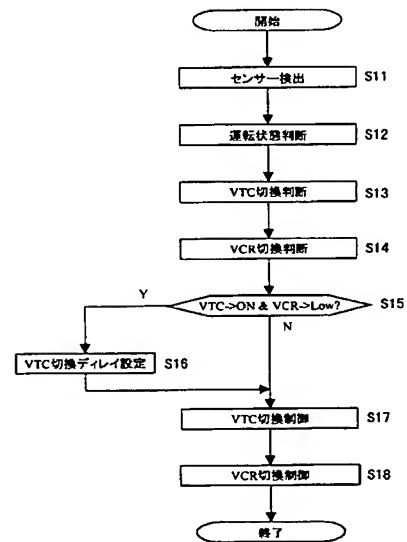 開始
センサー検出 S11
運転状態判断 S12
VTC切換判断 S13
VCR切換判断 S14
Y VTC->ON & VCR->Low? S15
N
VTC切換ディレイ設定 S16
VTC切換制御 S17
VCR切換制御 S18
終了